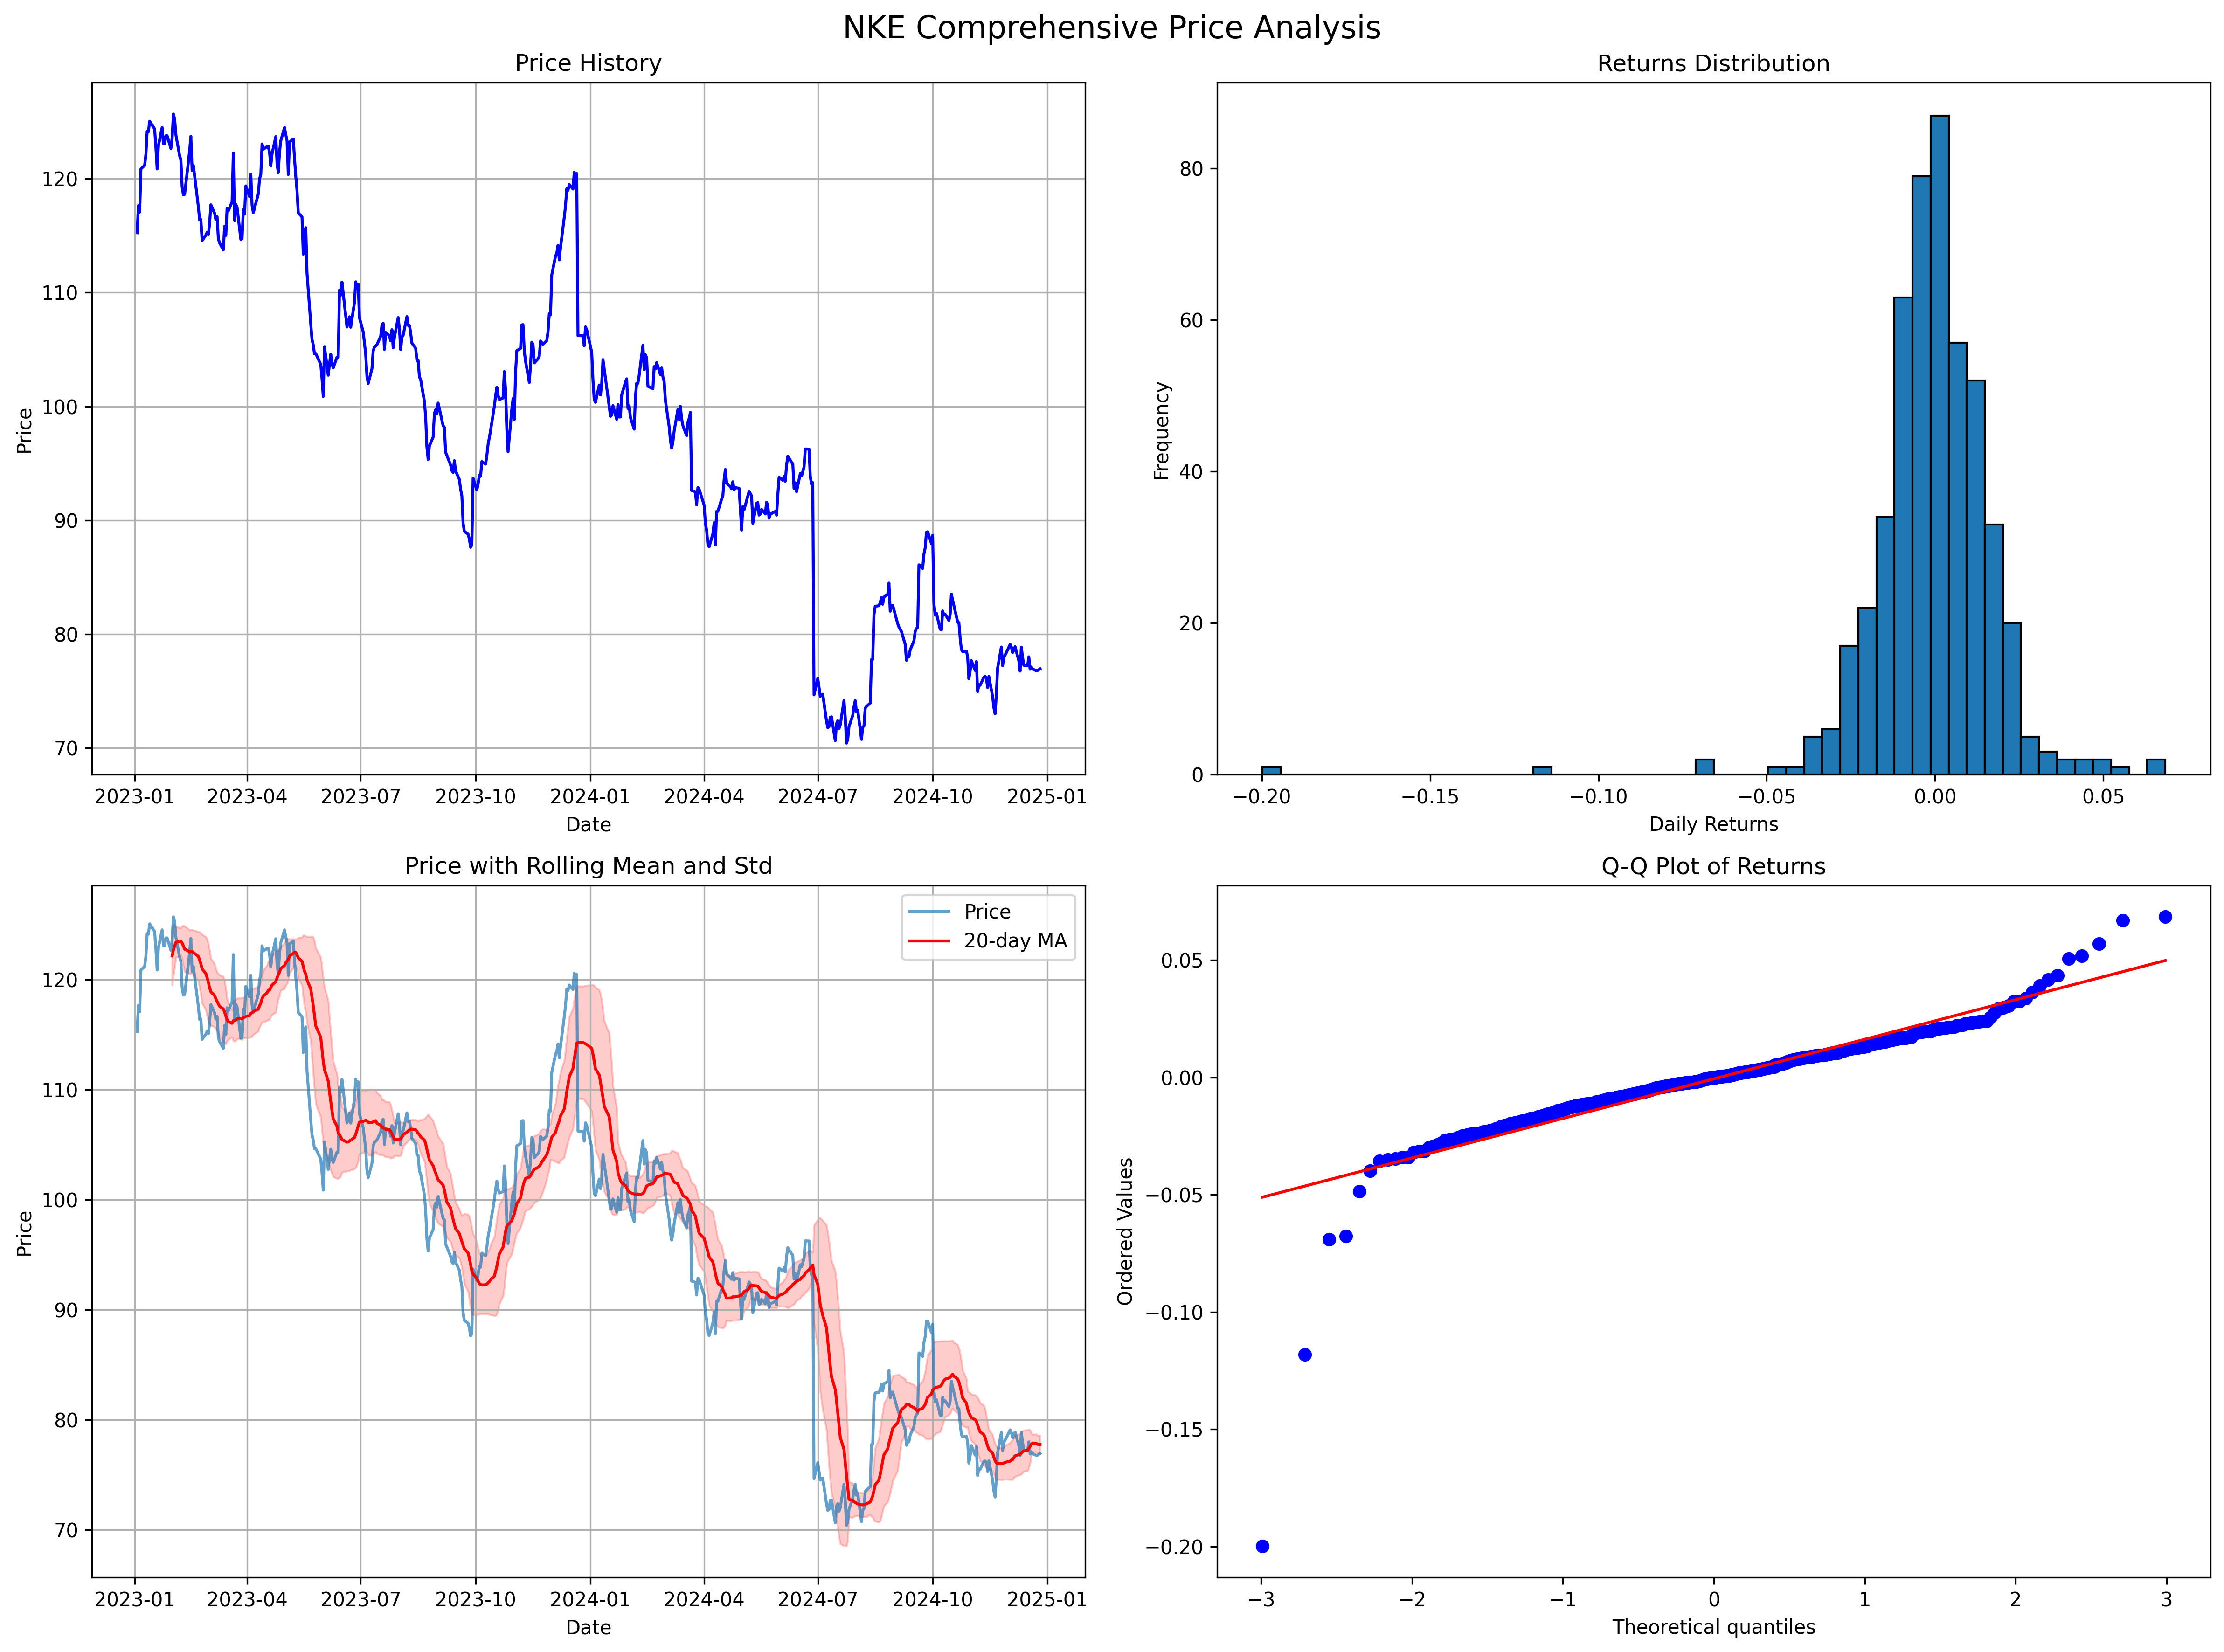 NKE Comprehensive Price Analysis
Price History
120
110
100
90
80
70
Price
2023-01 2023-04 2023-07 2023-10 2024-01 2024-04 2024-07 2024-10 2025-01
Date
Returns Distribution
80
60
40
20
0
Frequency
−0.20 −0.15 −0.10 −0.05 0.00 0.05
Daily Returns
Price with Rolling Mean and Std
Price
20-day MA
120
110
100
90
80
70
Price
2023-01 2023-04 2023-07 2023-10 2024-01 2024-04 2024-07 2024-10 2025-01
Date
Q-Q Plot of Returns
0.05
0.00
−0.05
−0.10
−0.15
−0.20
Ordered Values
−3 −2 −1 0 1 2 3
Theoretical quantiles